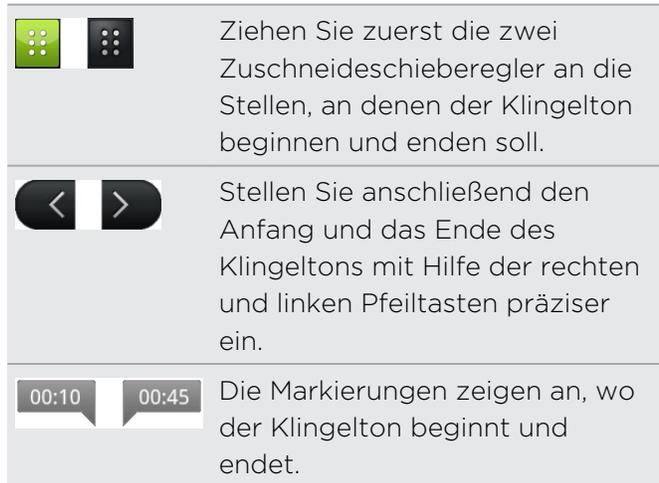 Ziehen Sie zuerst die zwei
Zuschneideschieberegler an die
Stellen, an denen der Klingelton
beginnen und enden soll.
Stellen Sie anschließend den
Anfang und das Ende des
Klingeltons mit Hilfe der rechten
und linken Pfeiltasten präziser
ein.
00:10 00:45 Die Markierungen zeigen an, wo
der Klingelton beginnt und
endet.